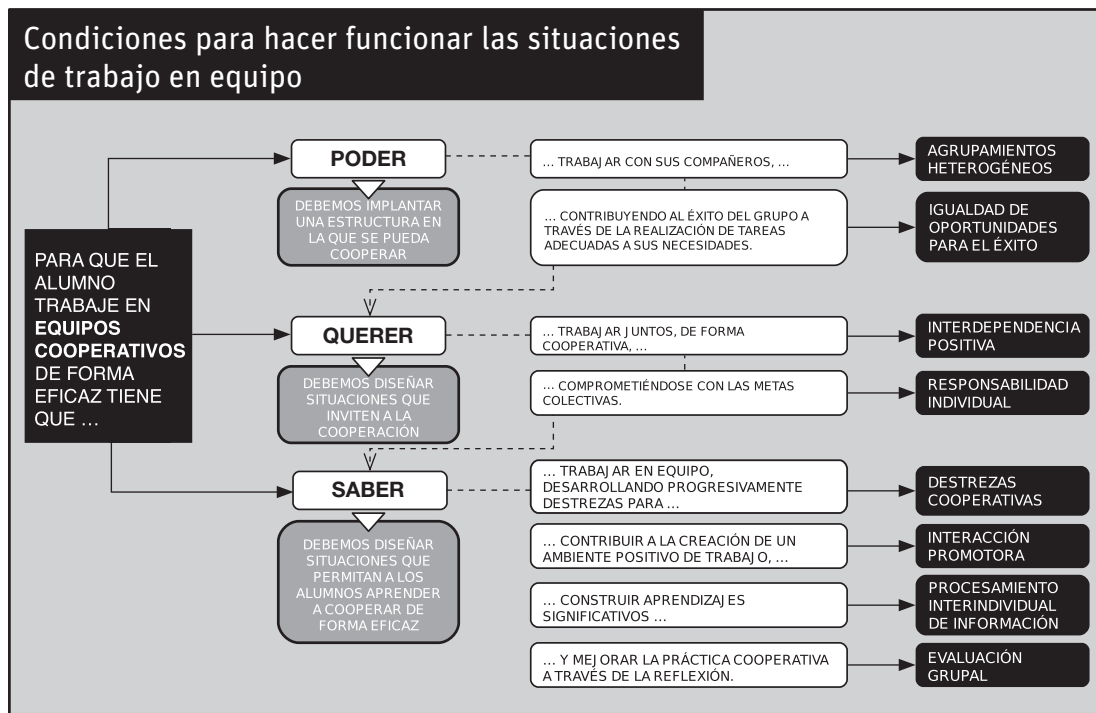 Condiciones para hacer funcionar las situaciones
de trabajo en equipo
PARA QUE EL
ALUMNO
TRABAJE EN
EQUIPOS
COOPERATIVOS
DE FORMA
EFICAZ TIENE
QUE ...
PODER
DEBEMOS IMPLANTAR
UNA ESTRUCTURA EN
LA QUE SE PUEDA
COOPERAR
... TRABAJAR CON SUS COMPAÑEROS, ...
AGRUPAMIENTOS
HETEROGÉNEOS
... CONTRIBUYENDO AL ÉXITO DEL GRUPO A
TRAVÉS DE LA REALIZACIÓN DE TAREAS
ADECUADAS A SUS NECESIDADES.
IGUALDAD DE
OPORTUNIDADES
PARA EL ÉXITO
QUERER
DEBEMOS DISEÑAR
SITUACIONES QUE
INVITEN A LA
COOPERACIÓN
... TRABAJAR JUNTOS, DE FORMA
COOPERATIVA, ...
INTERDEPENDENCIA
POSITIVA
... COMPROMETIÉNDOSE CON LAS METAS
COLECTIVAS.
RESPONSABILIDAD
INDIVIDUAL
SABER
DEBEMOS DISEÑAR
SITUACIONES QUE
PERMITAN A LOS
ALUMNOS APRENDER
A COOPERAR DE
FORMA EFICAZ
... TRABAJAR EN EQUIPO,
DESARROLLANDO PROGRESIVAMENTE
DESTREZAS PARA ...
DESTREZAS
COOPERATIVAS
... CONTRIBUIR A LA CREACIÓN DE UN
AMBIENTE POSITIVO DE TRABAJO, ...
INTERACCIÓN
PROMOTORA
... CONSTRUIR APRENDIZAJES
SIGNIFICATIVOS ...
PROCESAMIENTO
INTERINDIVIDUAL
DE INFORMACIÓN
... Y MEJORAR LA PRÁCTICA COOPERATIVA
A TRAVÉS DE LA REFLEXIÓN.
EVALUACIÓN
GRUPAL